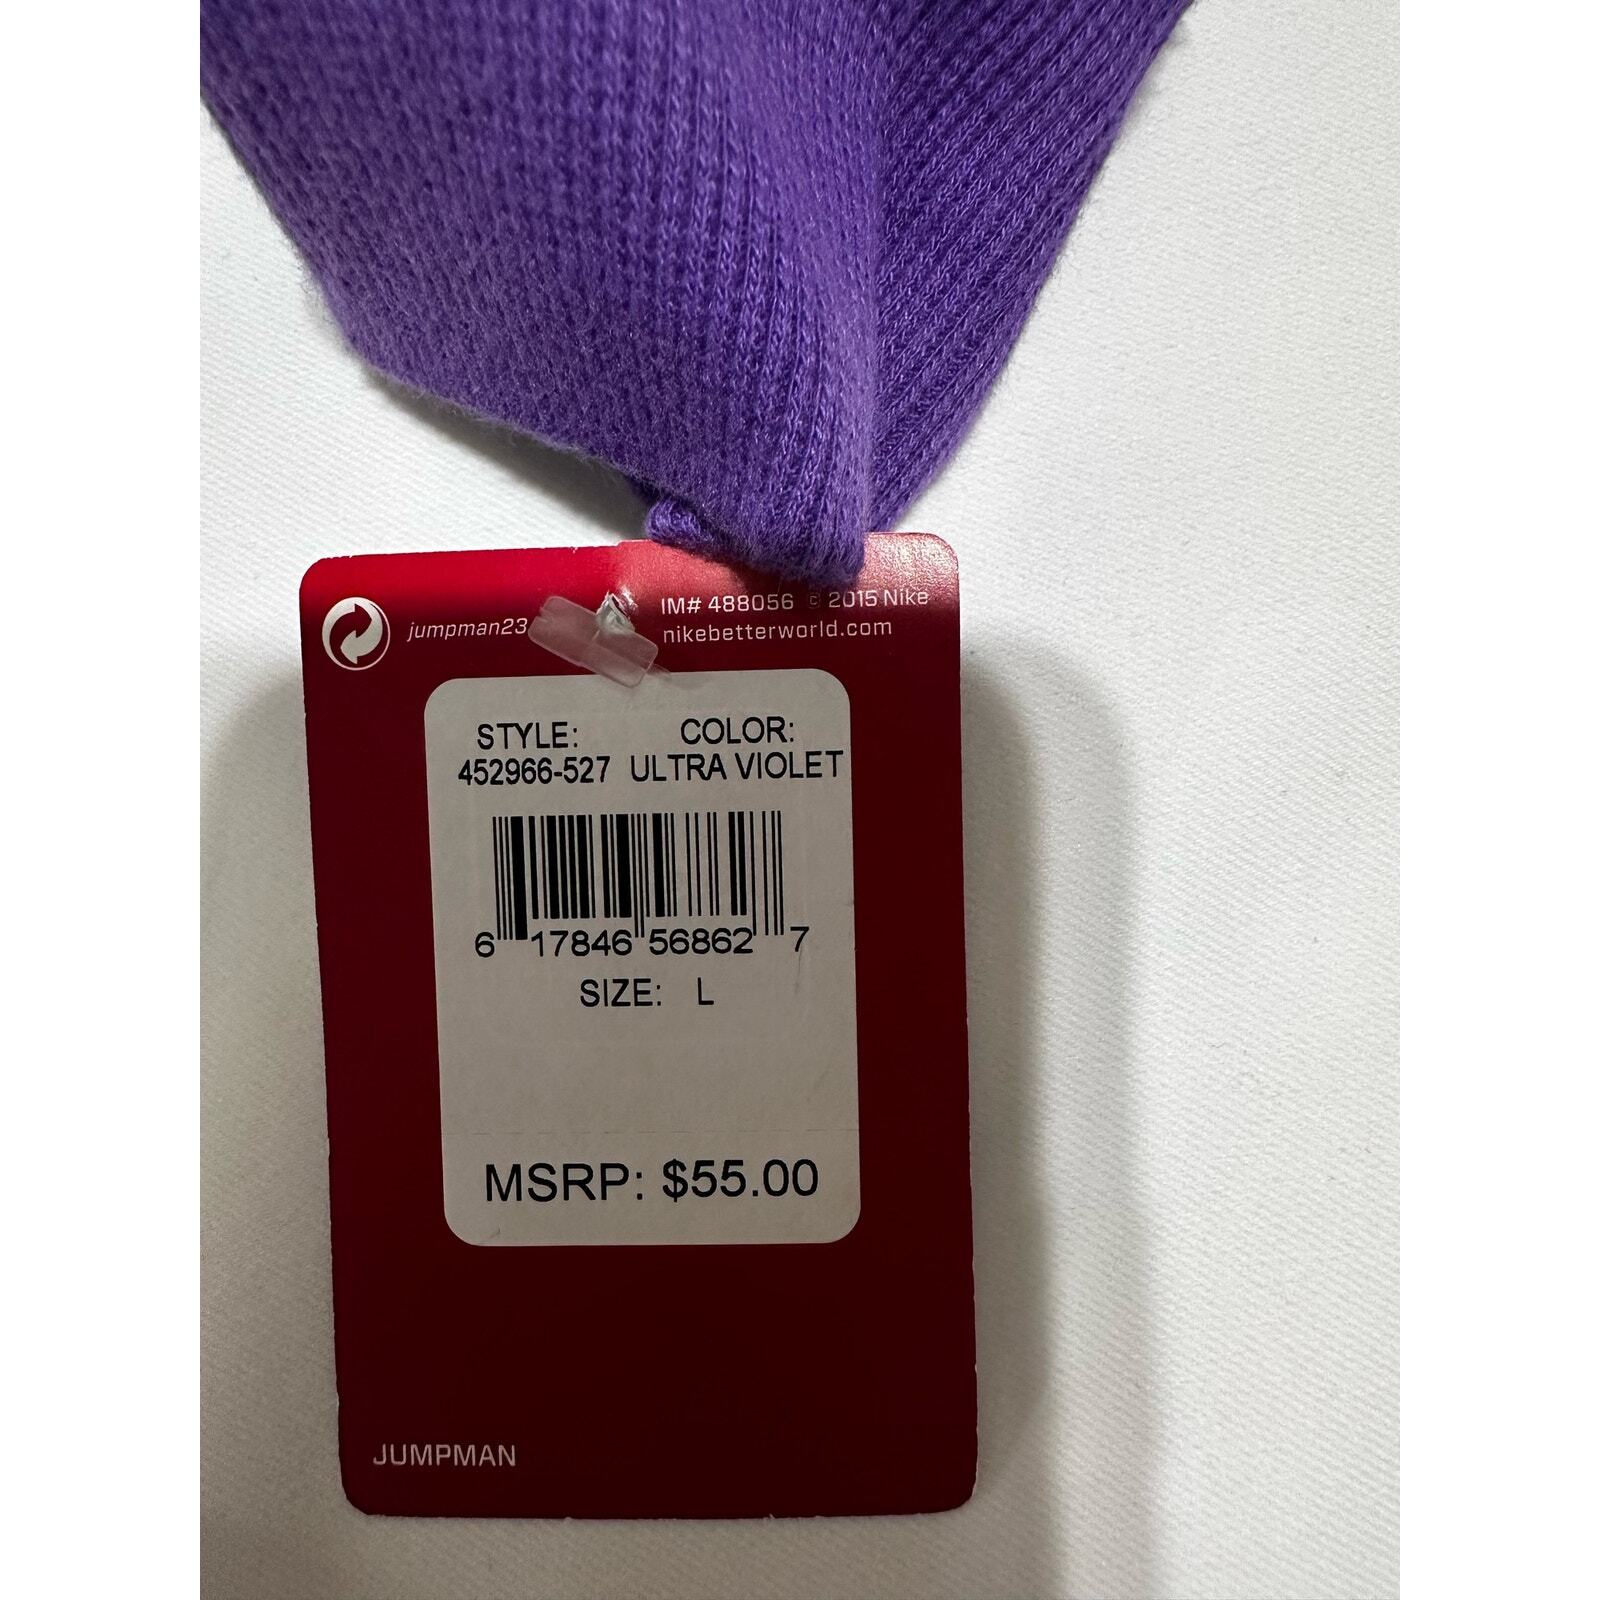 jumpman23
IM# 488056 © 2015 Nike
nikebetterworld.com
STYLE: COLOR:
452966-527 ULTRA VIOLET
6 17846 56862 7
SIZE: L
MSRP: $55.00
JUMPMAN